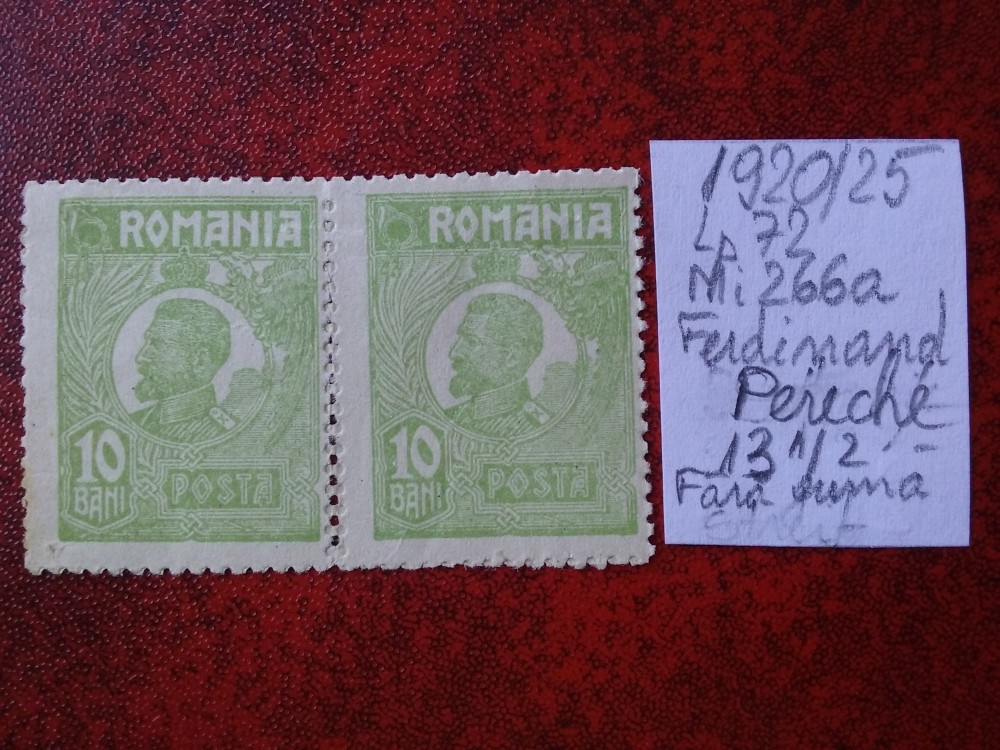 ROMANIA
10
BANI
POSTA
ROMANIA
10
BANI
POSTA
1920/25
Lp 72
Mi 266a
Ferdinand
Pereche
13 1/2
Fara